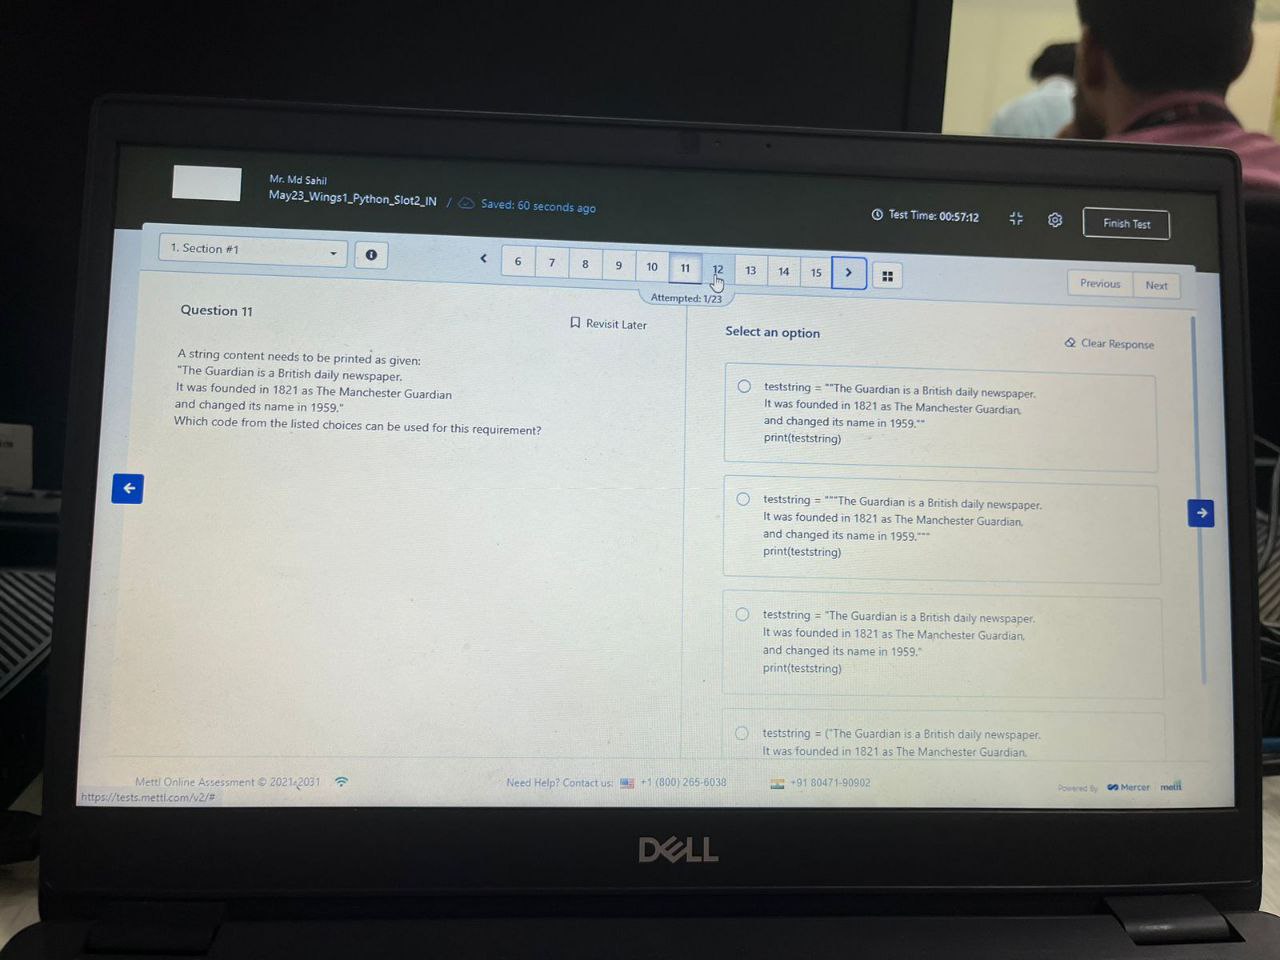 Mr. Md Sahil
May23_Wings1_Python_Slot2_IN / Saved: 60 seconds ago
Test Time: 00:57:12
Finish Test
1. Section #1
6 7 8 9 10 11 12 13 14 15
Previous Next
Attempted: 1/23
Question 11
Revisit Later
A string content needs to be printed as given:
"The Guardian is a British daily newspaper.
It was founded in 1821 as The Manchester Guardian
and changed its name in 1959."
Which code from the listed choices can be used for this requirement?
Select an option
Clear Response
teststring = ""The Guardian is a British daily newspaper.
It was founded in 1821 as The Manchester Guardian,
and changed its name in 1959.""
print(teststring)
teststring = """The Guardian is a British daily newspaper.
It was founded in 1821 as The Manchester Guardian,
and changed its name in 1959."""
print(teststring)
teststring = "The Guardian is a British daily newspaper.
It was founded in 1821 as The Manchester Guardian,
and changed its name in 1959."
print(teststring)
teststring = ("The Guardian is a British daily newspaper.
It was founded in 1821 as The Manchester Guardian,
Mettl Online Assessment © 2021-2031
Need Help? Contact us: +1 (800) 265-6038 +91 80471-90902
Powered By Mercer mettl
https://tests.mettl.com/v2/#
DELL